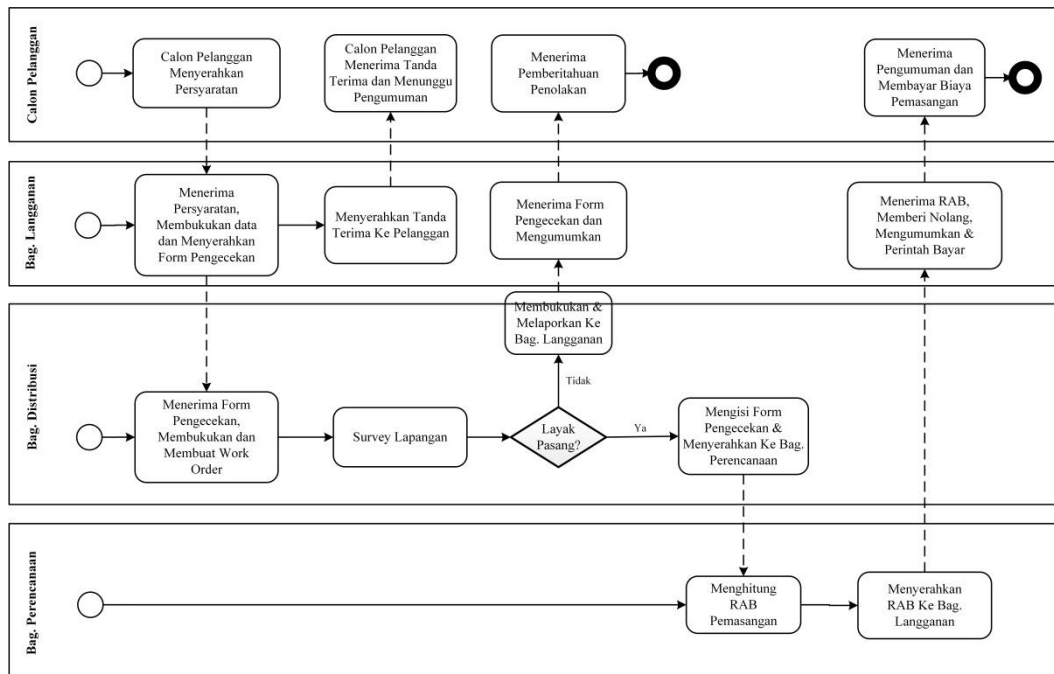 Calon Pelanggan
Calon Pelanggan
Menyerahkan
Persyaratan
Calon Pelanggan
Menerima Tanda
Terima dan Menunggu
Pengumuman
Menerima
Pemberitahuan
Penolakan
Menerima
Pengumuman dan
Membayar Biaya
Pemasangan
Bag. Langganan
Menerima
Persyaratan,
Membukukan data
dan Menyerahkan
Form Pengecekan
Menyerahkan Tanda
Terima Ke Pelanggan
Menerima Form
Pengecekan dan
Mengumumkan
Menerima RAB,
Memberi Nolang,
Mengumumkan &
Perintah Bayar
Bag. Distribusi
Membukukan &
Melaporkan Ke
Bag. Langganan
Tidak
Menerima Form
Pengecekan,
Membukukan dan
Membuat Work
Order
Survey Lapangan
Layak
Pasang?
Ya
Mengisi Form
Pengecekan &
Menyerahkan Ke Bag.
Perencanaan
Bag. Perencanaan
Menghitung
RAB
Pemasangan
Menyerahkan
RAB Ke Bag.
Langganan